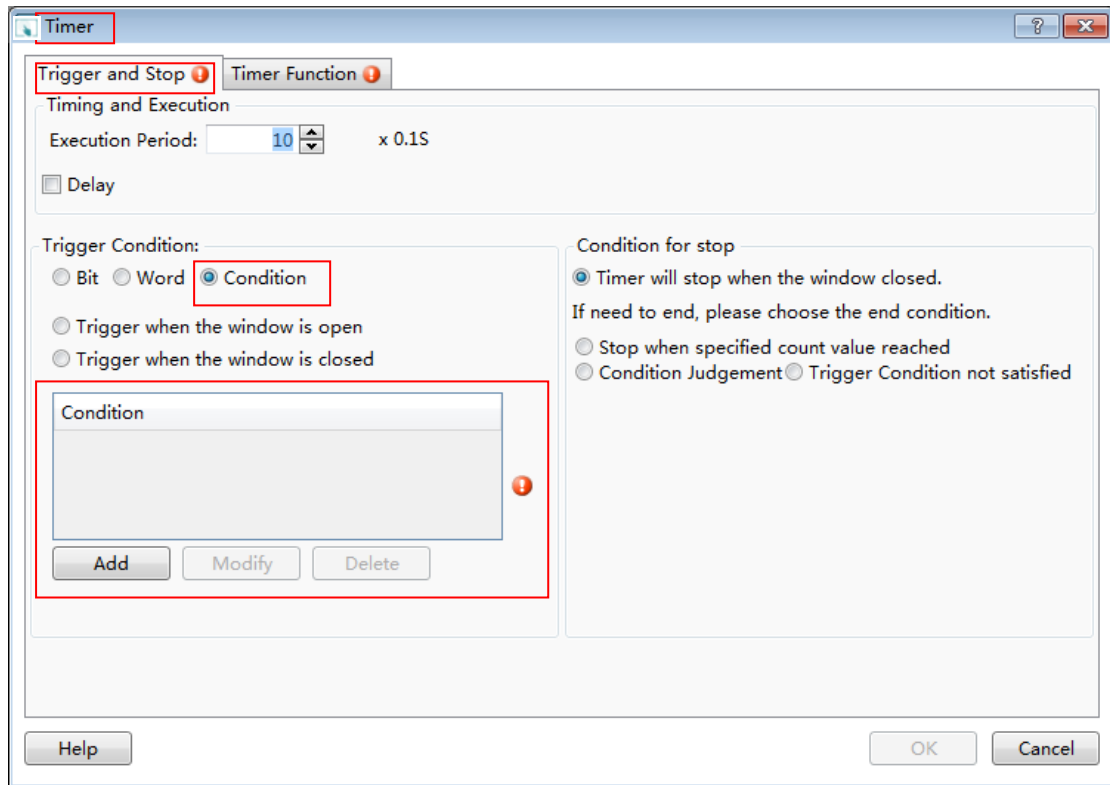 Timer
Trigger and Stop Timer Function
Timing and Execution
Execution Period: 10 x 0.1S
Delay
Trigger Condition:
Bit Word Condition
Trigger when the window is open
Trigger when the window is closed
Condition
Add Modify Delete
Condition for stop
Timer will stop when the window closed.
If need to end, please choose the end condition.
Stop when specified count value reached
Condition Judgement Trigger Condition not satisfied
Help OK Cancel